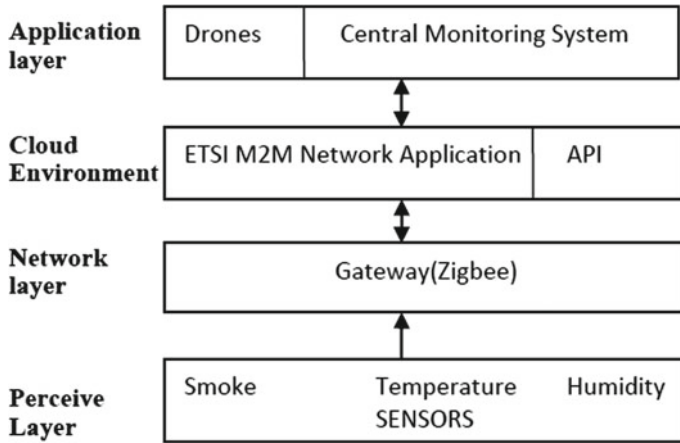 Application
layer
Drones
Central Monitoring System
Cloud
Environment
ETSI M2M Network Application
API
Network
layer
Gateway(Zigbee)
Perceive
Layer
Smoke
Temperature
Humidity
SENSORS